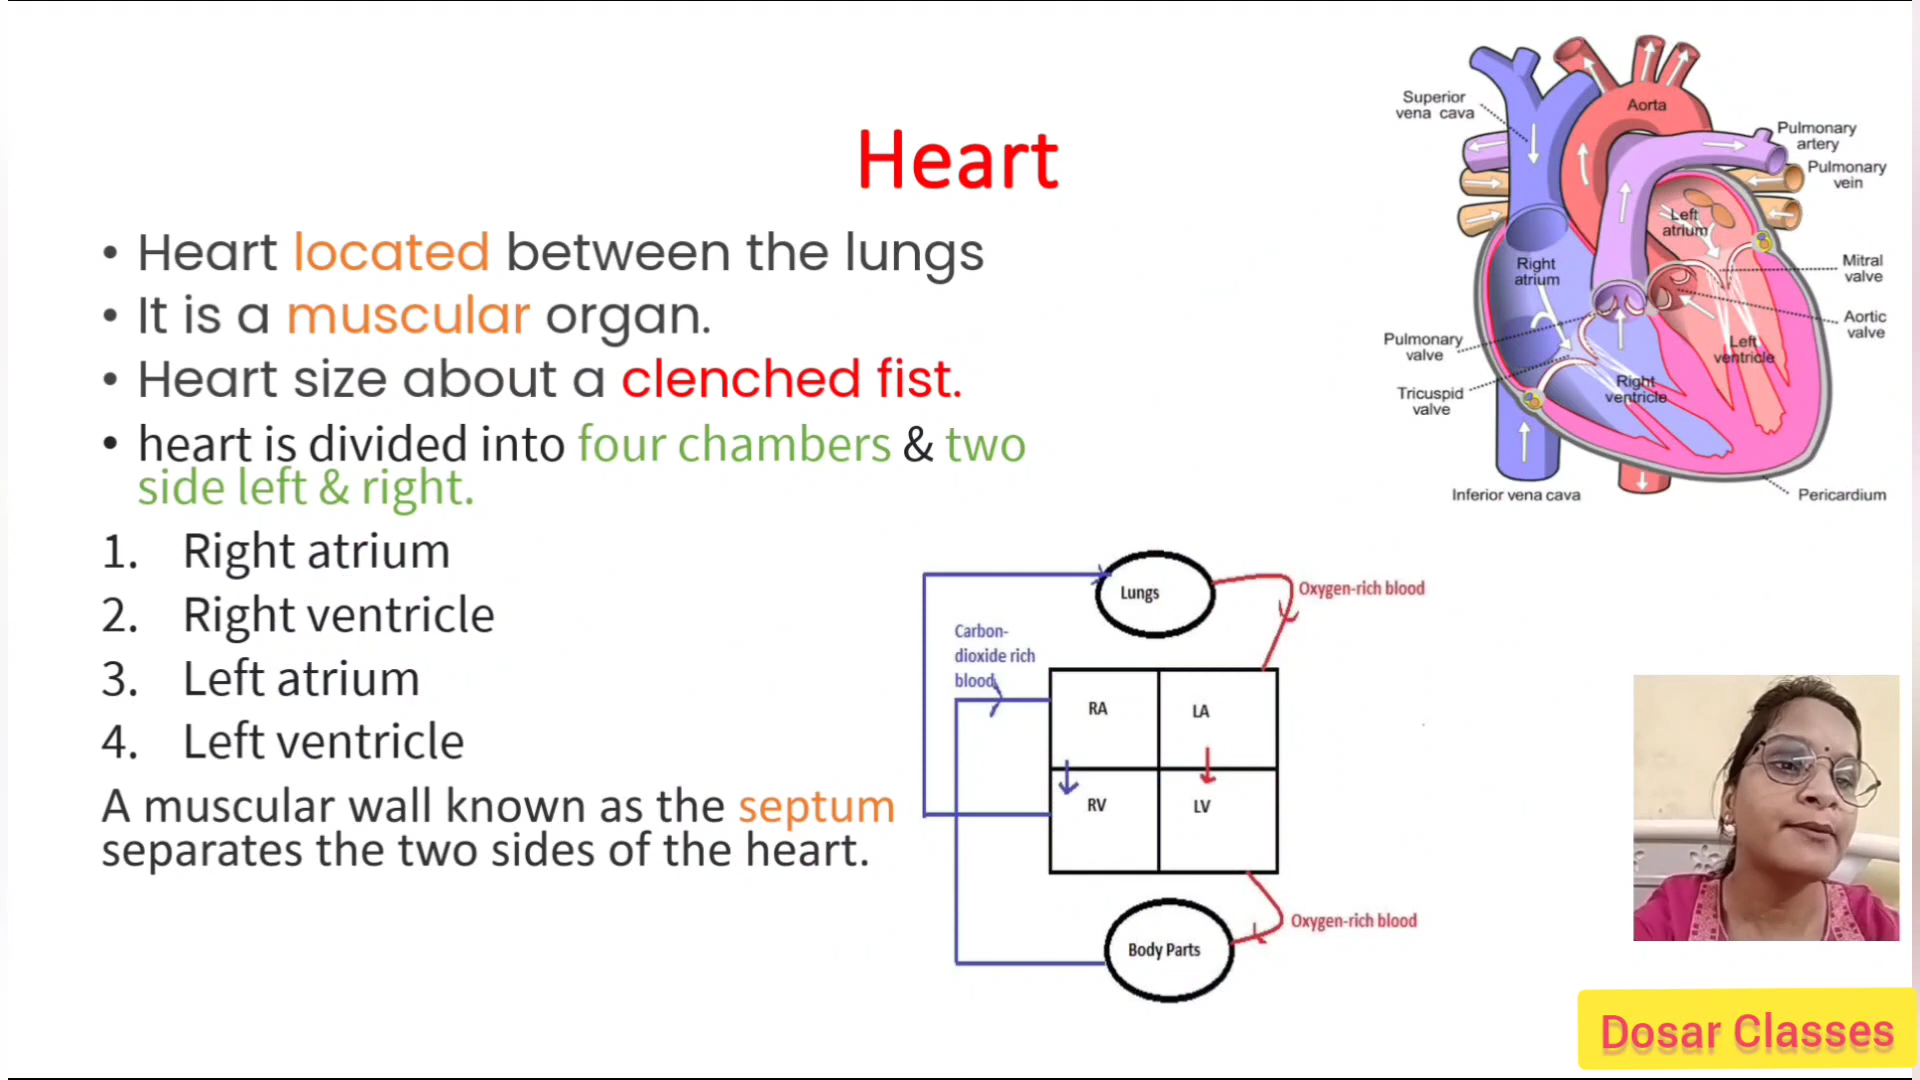 Heart
• Heart located between the lungs
• It is a muscular organ.
• Heart size about a clenched fist.
• heart is divided into four chambers & two
side left & right.
1. Right atrium
2. Right ventricle
3. Left atrium
4. Left ventricle
A muscular wall known as the septum
separates the two sides of the heart.
Superior
vena cava
Aorta
Pulmonary
artery
Pulmonary
vein
Left
atrium
Right
atrium
Mitral
valve
Aortic
valve
Pulmonary
valve
Left
ventricle
Tricuspid
valve
Right
ventricle
Inferior vena cava
Pericardium
Lungs
Oxygen-rich blood
Carbon-
dioxide rich
blood
RA
LA
RV
LV
Oxygen-rich blood
Body Parts
Dosar Classes